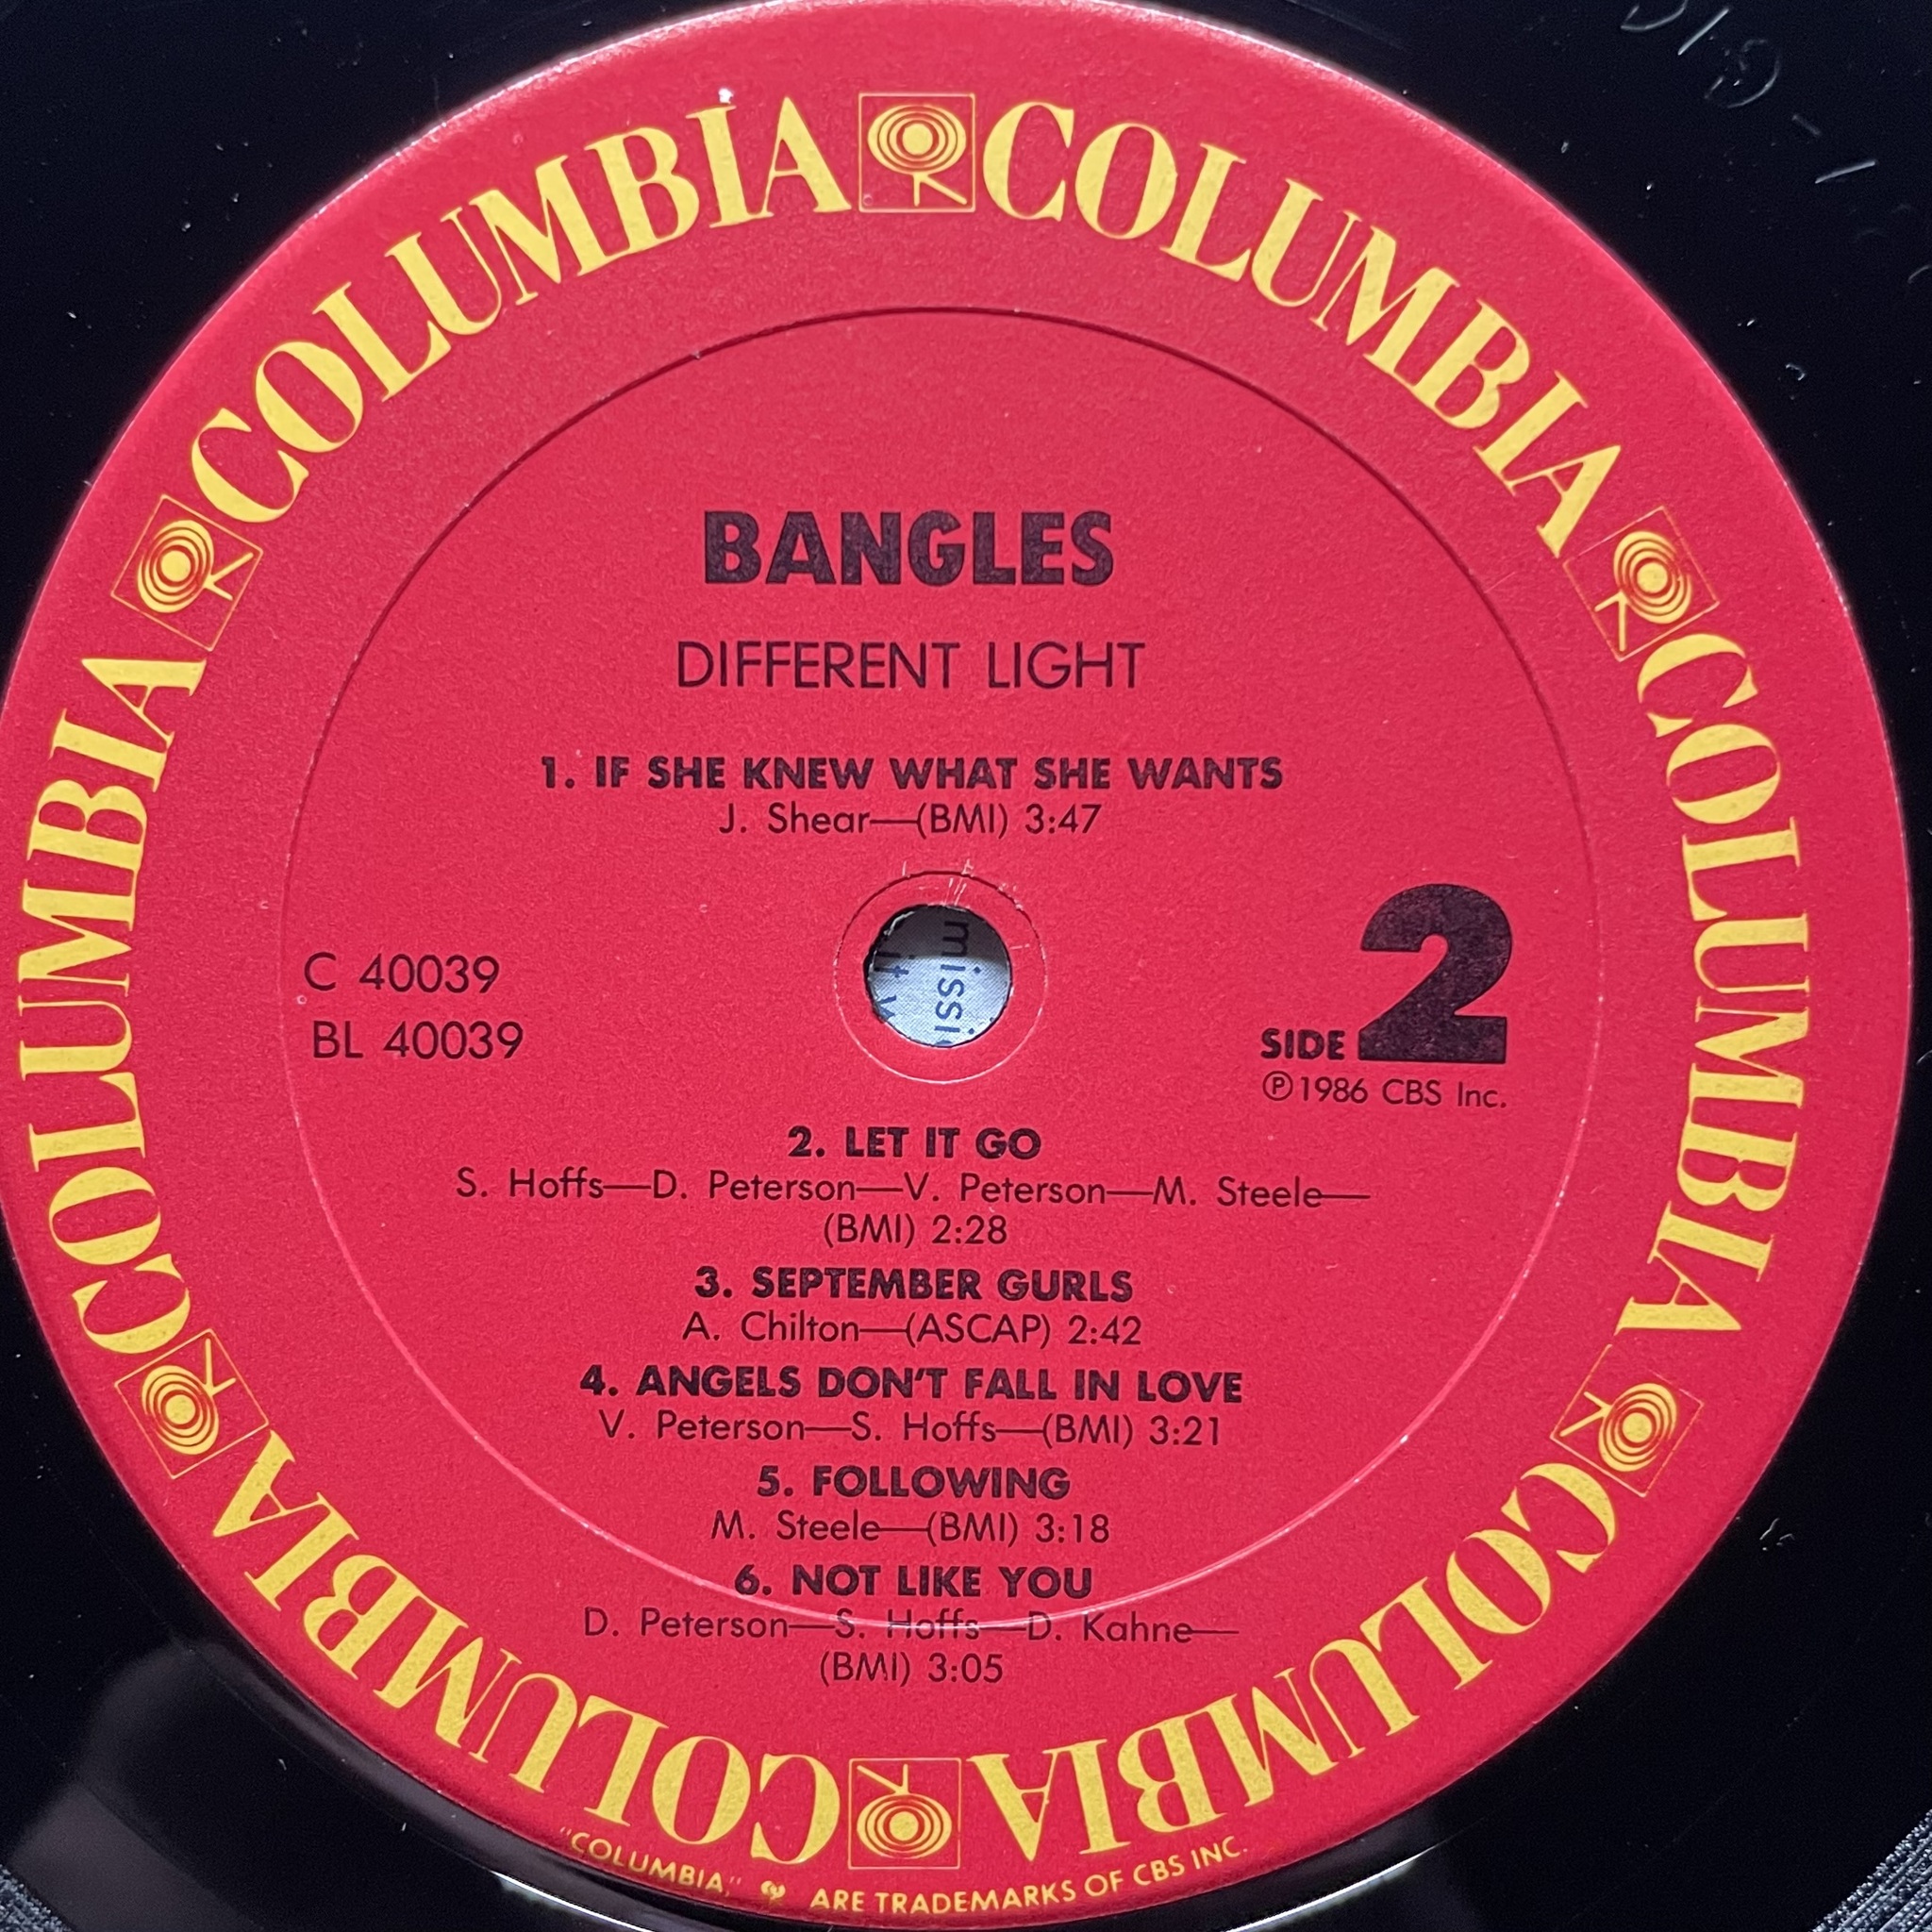 COLUMBIA COLUMBIA COLUMBIA COLUMBIA COLUMBIA COLUMBIA
BANGLES
DIFFERENT LIGHT
1. IF SHE KNEW WHAT SHE WANTS
J. Shear—(BMI) 3:47
C 40039
BL 40039
SIDE 2
Ⓟ1986 CBS Inc.
missi
it
2. LET IT GO
S. Hoffs—D. Peterson—V. Peterson—M. Steele—
(BMI) 2:28
3. SEPTEMBER GURLS
A. Chilton—(ASCAP) 2:42
4. ANGELS DON'T FALL IN LOVE
V. Peterson—S. Hoffs—(BMI) 3:21
5. FOLLOWING
M. Steele—(BMI) 3:18
6. NOT LIKE YOU
D. Peterson—S. Hoffs—D. Kahne—
(BMI) 3:05
"COLUMBIA," ARE TRADEMARKS OF CBS INC.